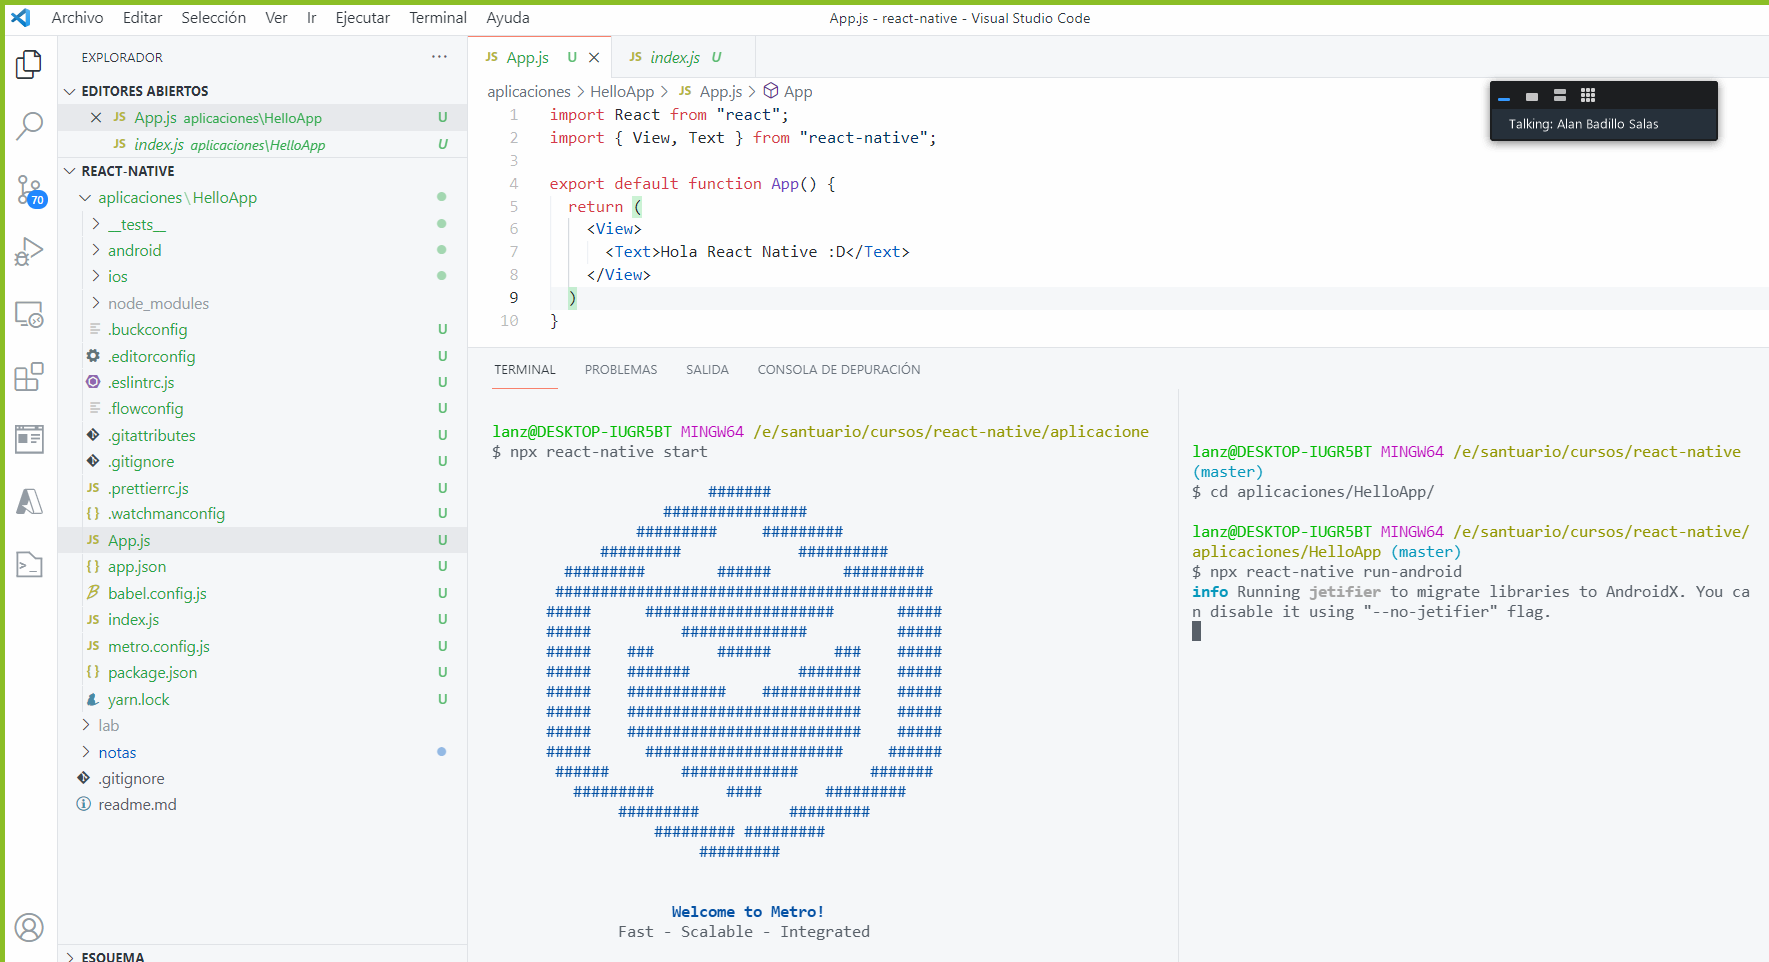 Archivo Editar Selección Ver Ir Ejecutar Terminal Ayuda
App.js - react-native - Visual Studio Code
EXPLORADOR ...
EDITORES ABIERTOS
JS App.js aplicaciones\HelloApp U
JS index.js aplicaciones\HelloApp U
REACT-NATIVE
aplicaciones\HelloApp
__tests__
android
ios
node_modules
.buckconfig U
.editorconfig U
.eslintrc.js U
.flowconfig U
.gitattributes U
.gitignore U
JS .prettierrc.js U
{} .watchmanconfig U
JS App.js U
{} app.json U
babel.config.js U
JS index.js U
JS metro.config.js U
{} package.json U
yarn.lock U
lab
notas
.gitignore
readme.md
ESQUEMA
70
JS App.js U
JS index.js U
aplicaciones > HelloApp > JS App.js > App
1 import React from "react";
2 import { View, Text } from "react-native";
3
4 export default function App() {
5 return (
6 <View>
7 <Text>Hola React Native :D</Text>
8 </View>
9 )
10 }
Talking: Alan Badillo Salas
TERMINAL PROBLEMAS SALIDA CONSOLA DE DEPURACIÓN
lanz@DESKTOP-IUGR5BT MINGW64 /e/santuario/cursos/react-native/aplicacione
$ npx react-native start
#######
################
######### #########
######### ##########
######### ###### #########
##########################################
##### ##################### #####
##### ############## #####
##### ### ###### ### #####
##### ####### ####### #####
##### ########### ########### #####
##### ########################## #####
##### ########################## #####
##### ###################### ######
###### ############# #######
######### #### #########
######### #########
######### #########
#########
Welcome to Metro!
Fast - Scalable - Integrated
lanz@DESKTOP-IUGR5BT MINGW64 /e/santuario/cursos/react-native
(master)
$ cd aplicaciones/HelloApp/
lanz@DESKTOP-IUGR5BT MINGW64 /e/santuario/cursos/react-native/
aplicaciones/HelloApp (master)
$ npx react-native run-android
info Running jetifier to migrate libraries to AndroidX. You ca
n disable it using "--no-jetifier" flag.